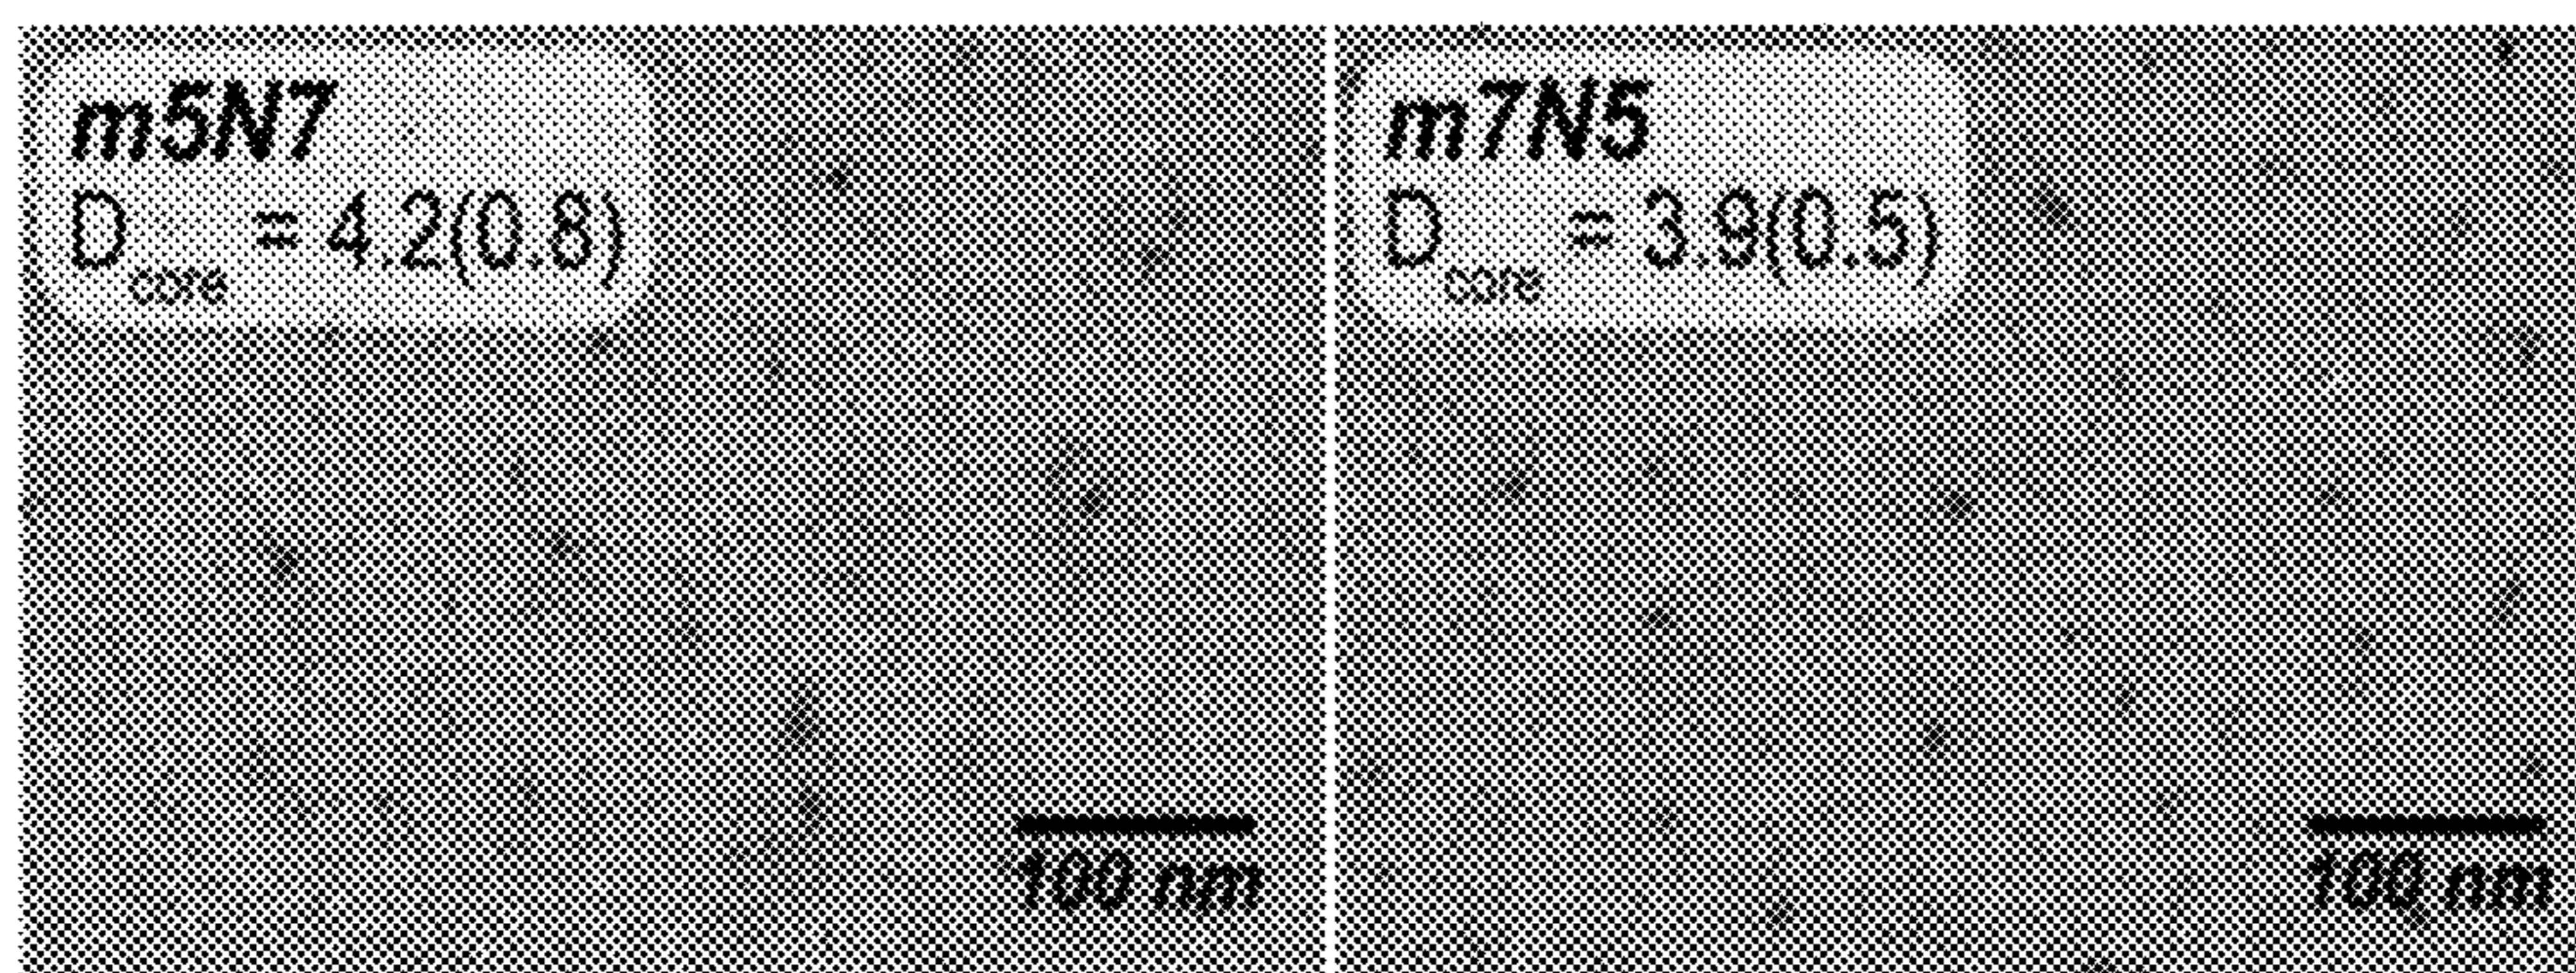 m5N7
D core = 4.2(0.8)
100 nm
m7N5
D core = 3.9(0.5)
100 nm